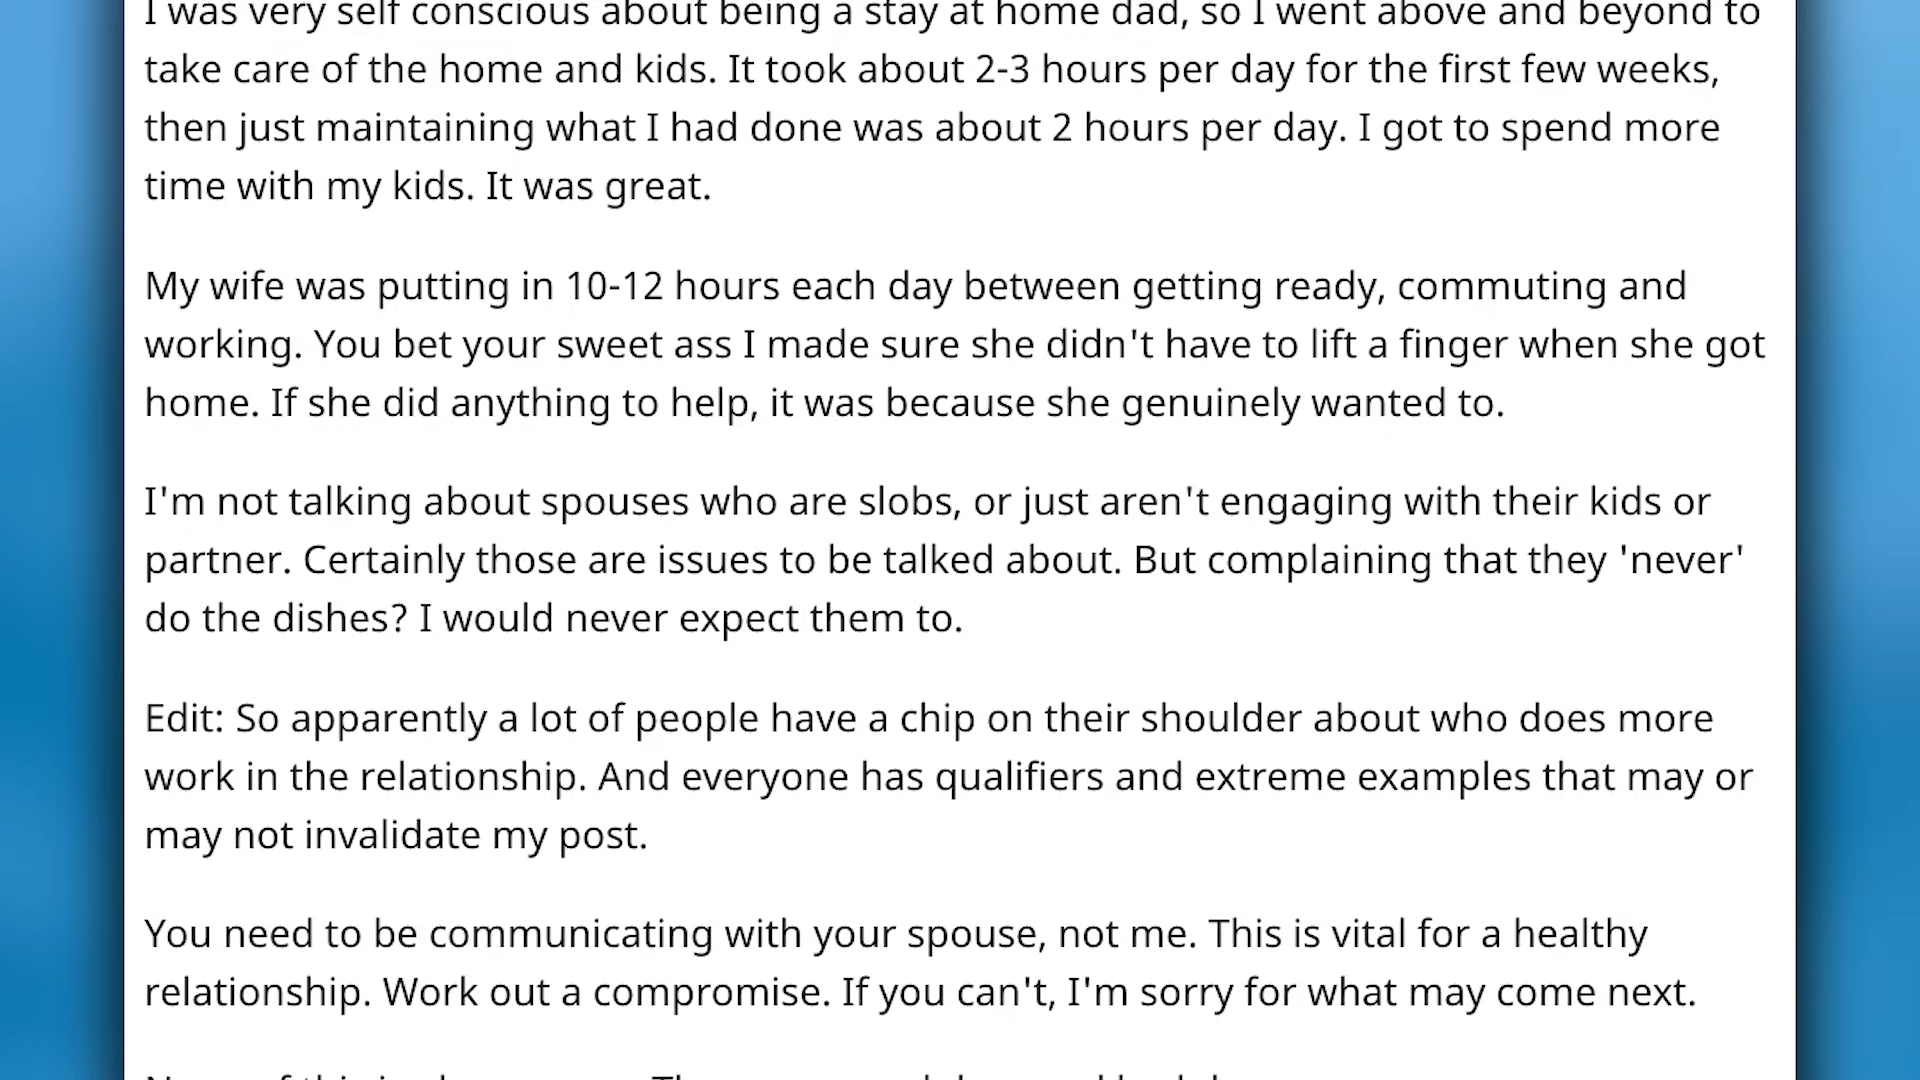 I was very self conscious about being a stay at home dad, so I went above and beyond to
take care of the home and kids. It took about 2-3 hours per day for the first few weeks,
then just maintaining what I had done was about 2 hours per day. I got to spend more
time with my kids. It was great.
My wife was putting in 10-12 hours each day between getting ready, commuting and
working. You bet your sweet ass I made sure she didn't have to lift a finger when she got
home. If she did anything to help, it was because she genuinely wanted to.
I'm not talking about spouses who are slobs, or just aren't engaging with their kids or
partner. Certainly those are issues to be talked about. But complaining that they 'never'
do the dishes? I would never expect them to.
Edit: So apparently a lot of people have a chip on their shoulder about who does more
work in the relationship. And everyone has qualifiers and extreme examples that may or
may not invalidate my post.
You need to be communicating with your spouse, not me. This is vital for a healthy
relationship. Work out a compromise. If you can't, I'm sorry for what may come next.